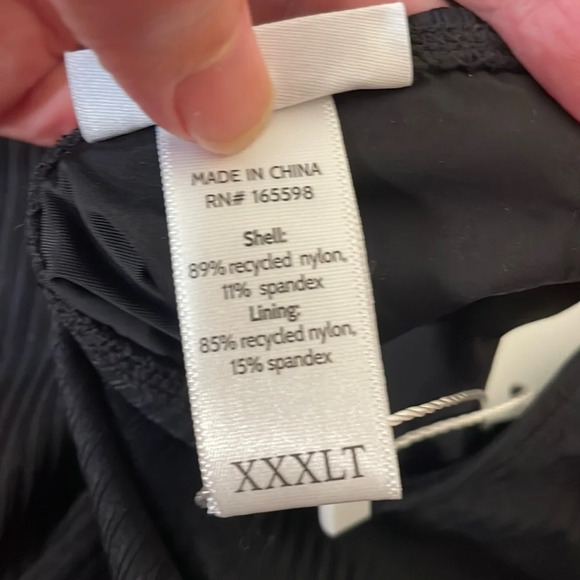 MADE IN CHINA
RN# 165598
Shell:
89% recycled nylon,
11% spandex
Lining:
85% recycled nylon,
15% spandex
XXXLT